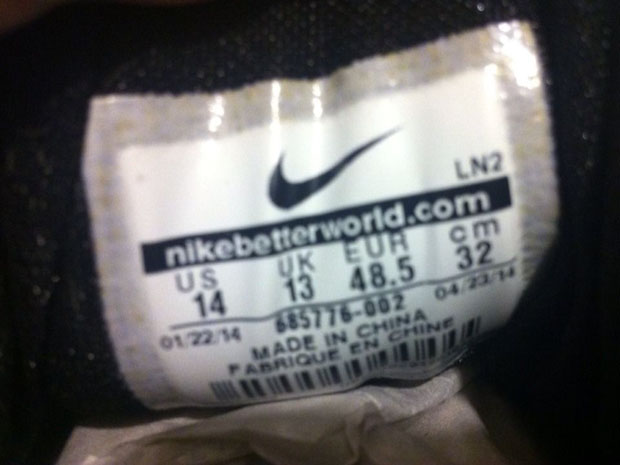 LN2
nikebetterworld.com
US UK EUR cm
14 13 48.5 32
01/22/14 685776-002 04/23/14
MADE IN CHINA
FABRIQUE EN CHINE